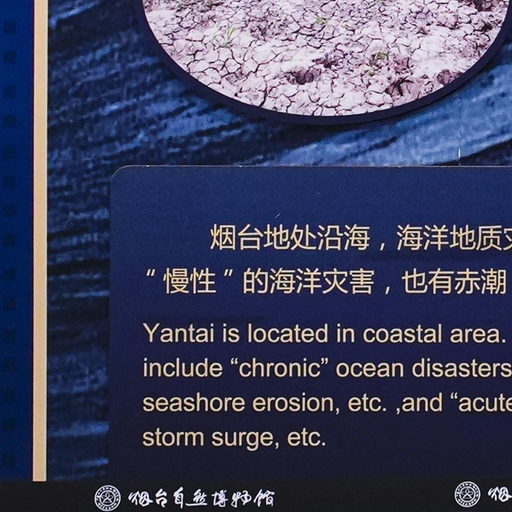 烟台地处沿海，海洋地质灾
“慢性”的海洋灾害，也有赤潮
Yantai is located in coastal area.
include “chronic” ocean disasters
seashore erosion, etc. ,and “acute
storm surge, etc.
烟台自然博物馆
烟